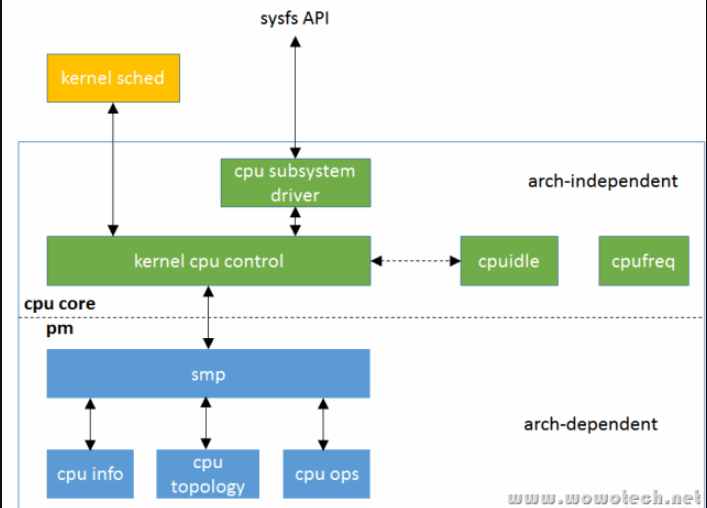 sysfs API
kernel sched
cpu subsystem
driver
arch-independent
kernel cpu control
cpuidle
cpufreq
cpu core
pm
smp
arch-dependent
cpu info
cpu
topology
cpu ops
www.wowotech.net